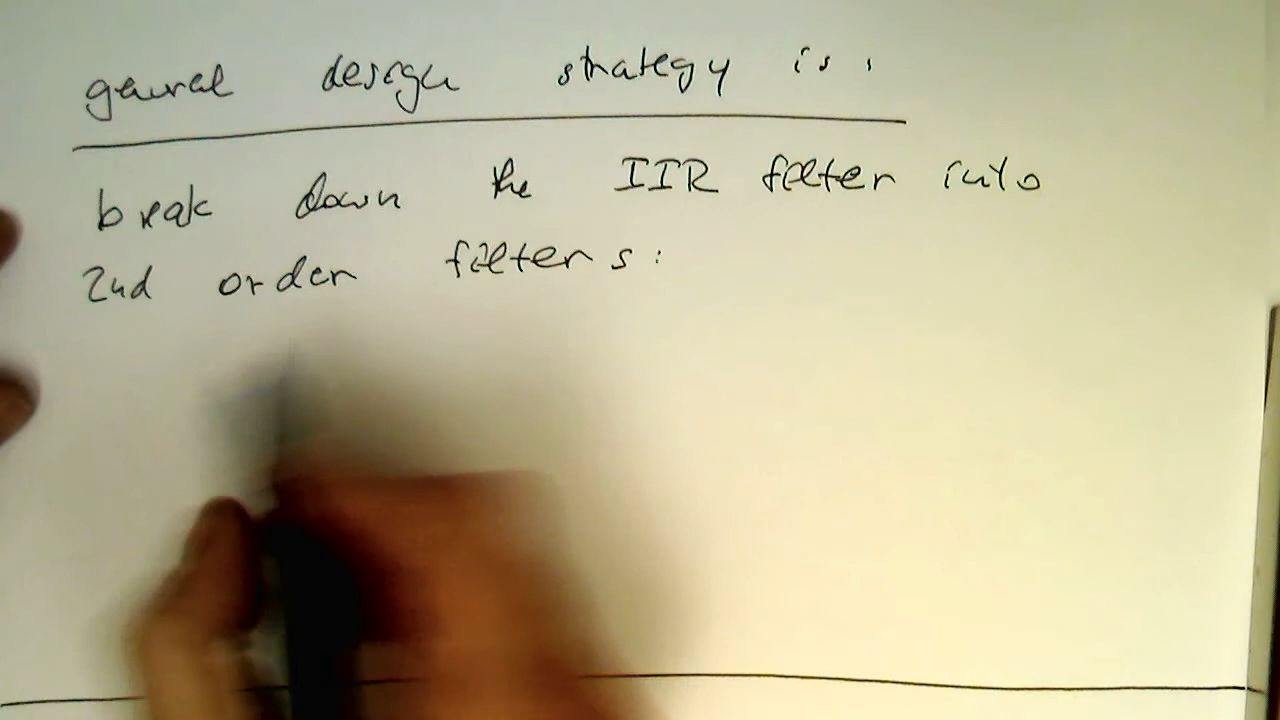 general design strategy is :
break down the IIR filter into
2nd order filters :